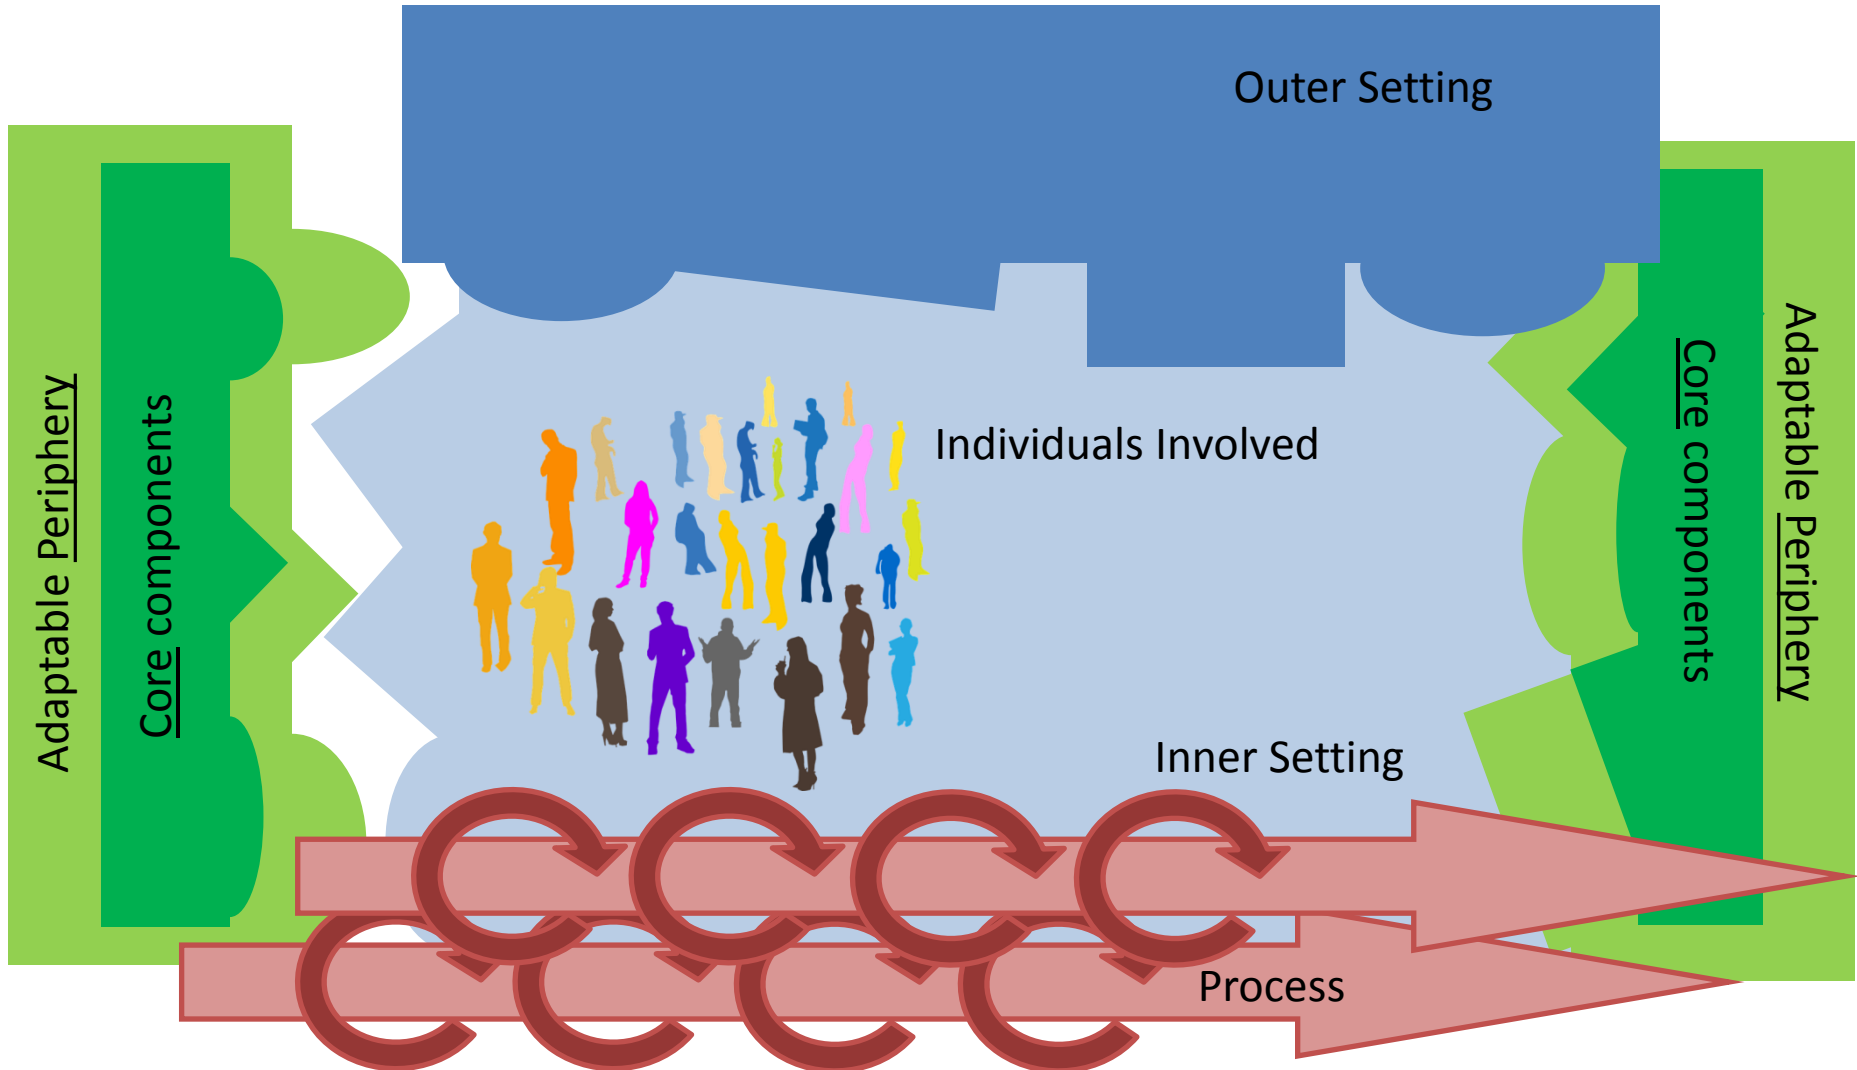 Outer Setting
Adaptable Periphery
Core components
Individuals Involved
Core components
Adaptable Periphery
Inner Setting
Process